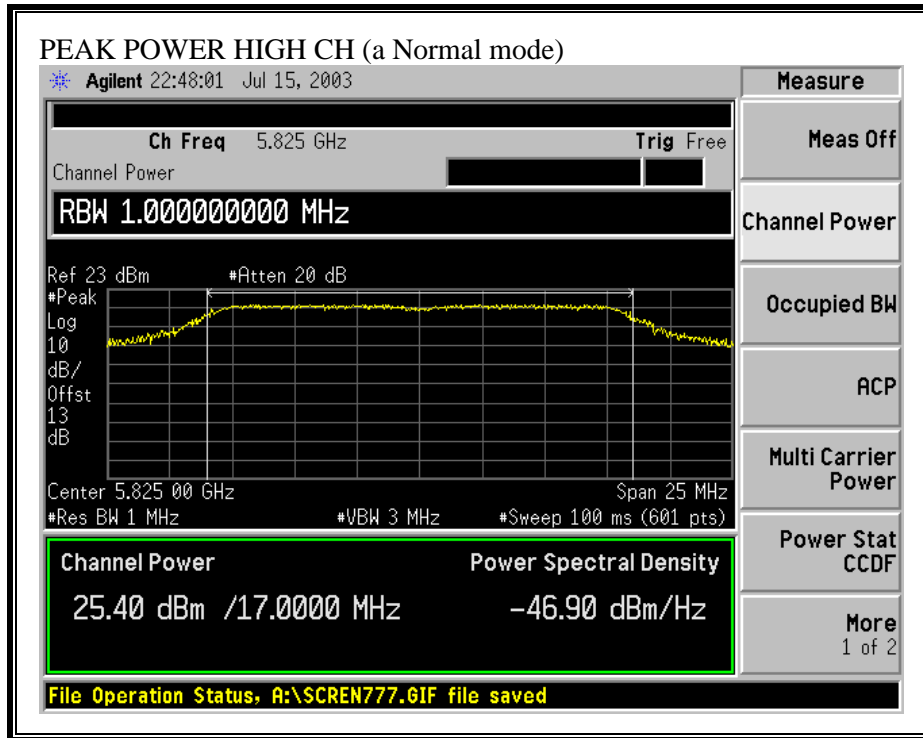 PEAK POWER HIGH CH (a Normal mode)
Agilent 22:48:01 Jul 15, 2003
Measure
Ch Freq 5.825 GHz Trig Free
Channel Power
RBW 1.000000000 MHz
Ref 23 dBm #Atten 20 dB
#Peak
Log
10
dB/
Offst
13
dB
Center 5.825 00 GHz Span 25 MHz
#Res BW 1 MHz #VBW 3 MHz #Sweep 100 ms (601 pts)
Channel Power Power Spectral Density
25.40 dBm /17.0000 MHz -46.90 dBm/Hz
File Operation Status, A:\SCREN777.GIF file saved
Meas Off
Channel Power
Occupied BW
ACP
Multi Carrier
Power
Power Stat
CCDF
More
1 of 2